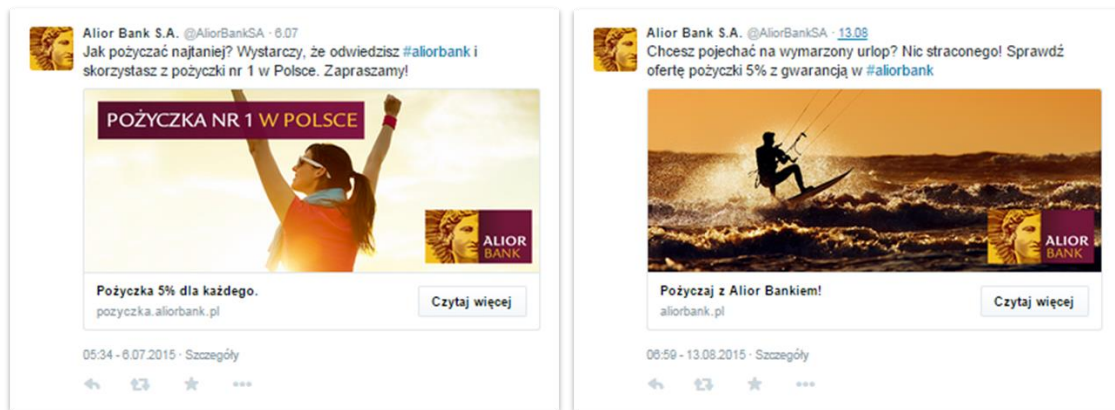 Alior Bank S.A. @AliorBankSA · 6.07
Jak pożyczać najtaniej? Wystarczy, że odwiedzisz #aliorbank i
skorzystasz z pożyczki nr 1 w Polsce. Zapraszamy!
POŻYCZKA NR 1 W POLSCE
ALIOR
BANK
Pożyczka 5% dla każdego.
pozyczka.aliorbank.pl
Czytaj więcej
05:34 - 6.07.2015 · Szczegóły
Alior Bank S.A. @AliorBankSA · 13.08
Chcesz pojechać na wymarzony urlop? Nic straconego! Sprawdź
ofertę pożyczki 5% z gwarancją w #aliorbank
ALIOR
BANK
Pożyczaj z Alior Bankiem!
aliorbank.pl
Czytaj więcej
06:59 - 13.08.2015 · Szczegóły